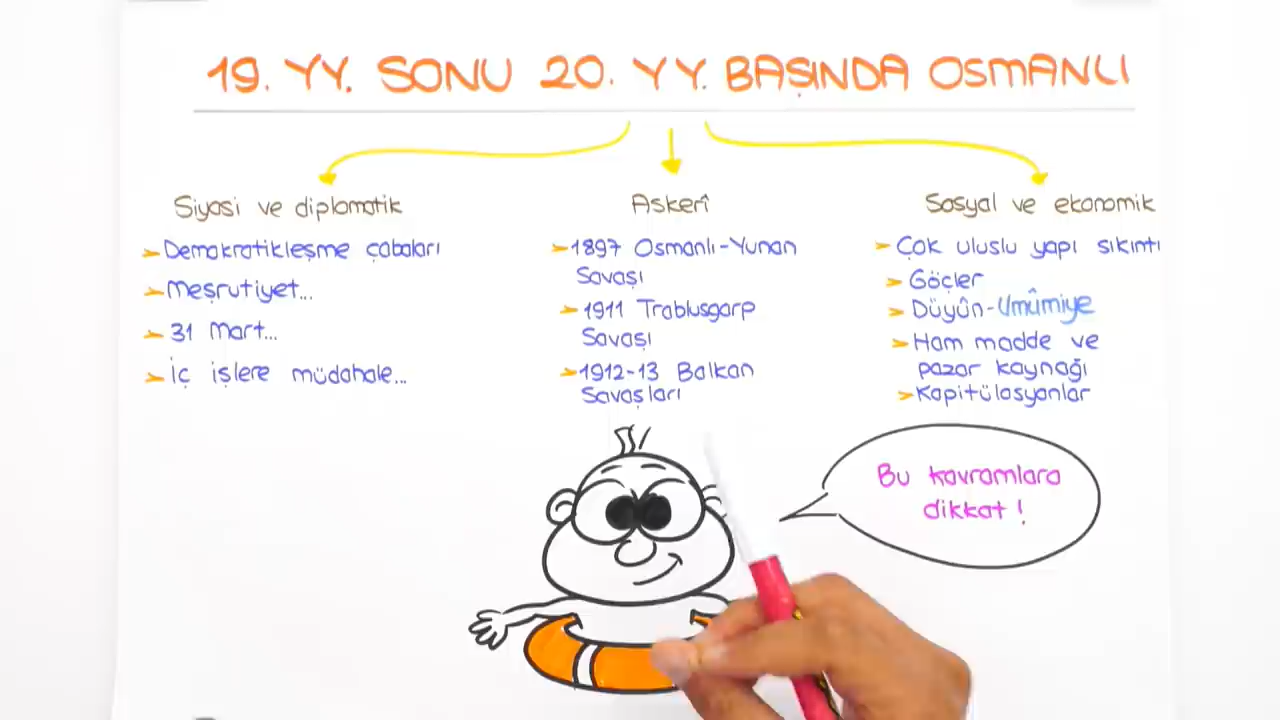 19. YY. SONU 20. YY. BAŞINDA OSMANLI
Siyasi ve diplomatik
➢Demokratikleşme çabaları
➢Meşrutiyet...
➢31 Mart...
➢İç işlere müdahale...
Askerî
➢1897 Osmanlı-Yunan
Savaşı
➢1911 Trablusgarp
Savaşı
➢1912-13 Balkan
Savaşları
Sosyal ve ekonomik
➢Çok uluslu yapı sıkıntı
➢Göçler
➢Düyûn-Umûmiye
➢Ham madde ve
pazar kaynağı
➢Kapitülasyonlar
Bu kavramlara
dikkat!